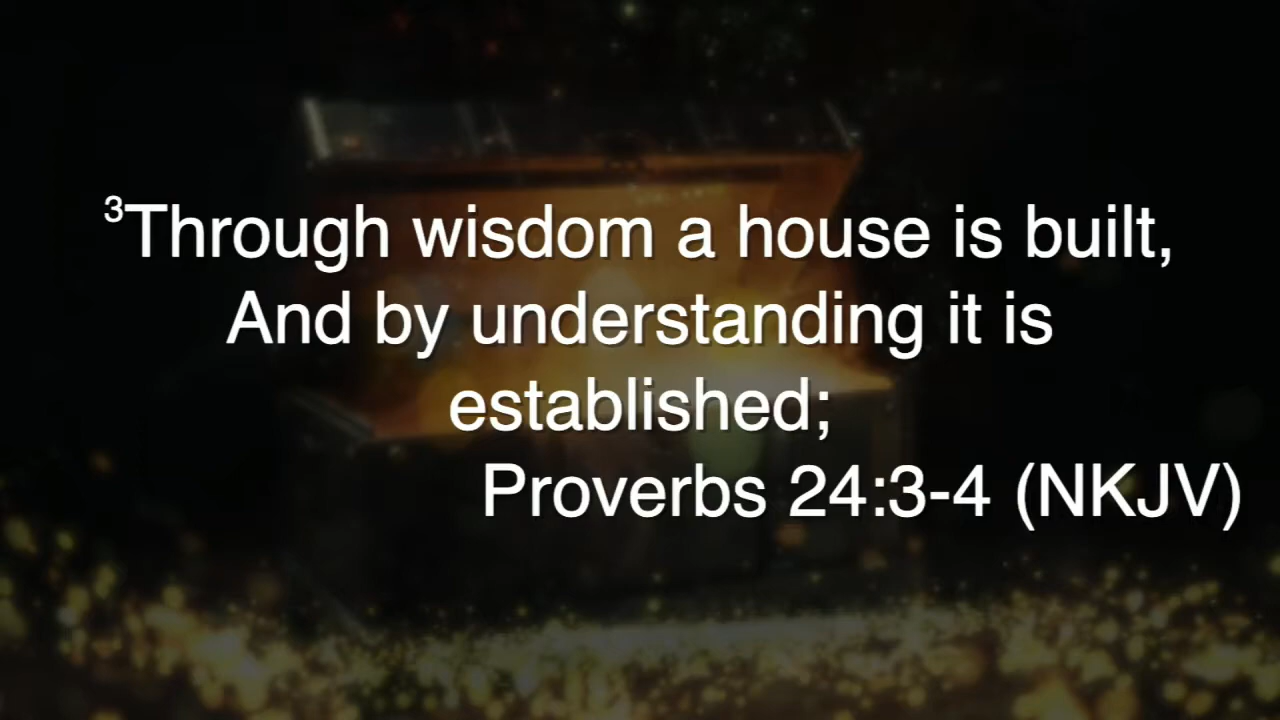 ³Through wisdom a house is built,
And by understanding it is
established;
Proverbs 24:3-4 (NKJV)